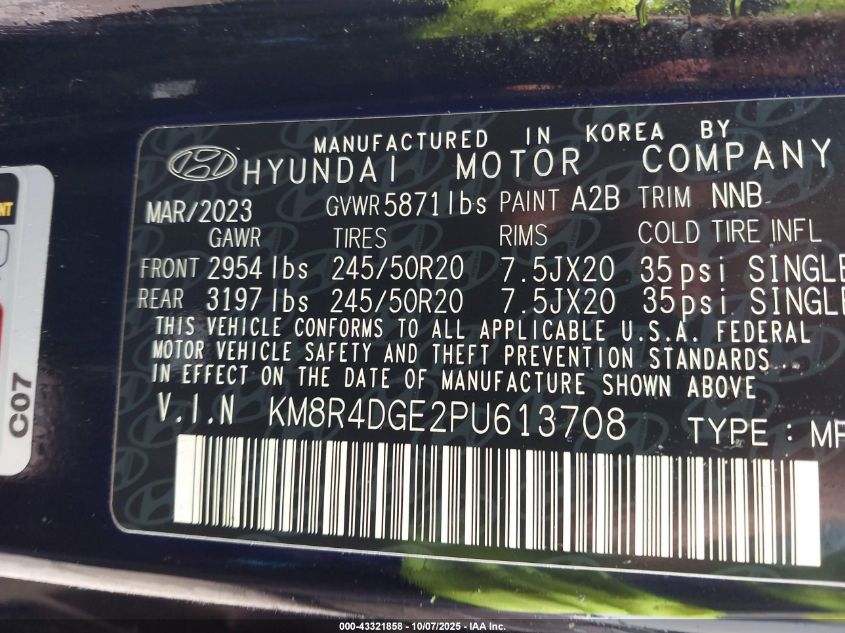 MANUFACTURED IN KOREA BY
HYUNDAI MOTOR COMPANY
MAR/2023 GVWR 5871lbs PAINT A2B TRIM NNB
GAWR TIRES RIMS COLD TIRE INFL
FRONT 2954 lbs 245/50R20 7.5JX20 35psi SINGLE
REAR 3197 lbs 245/50R20 7.5JX20 35psi SINGLE
THIS VEHICLE CONFORMS TO ALL APPLICABLE U.S.A. FEDERAL
MOTOR VEHICLE SAFETY AND THEFT PREVENTION STANDARDS
IN EFFECT ON THE DATE OF MANUFACTURE SHOWN ABOVE
V.I.N KM8R4DGE2PU613708 TYPE : MP
C07
000-43321858 - 10/07/2025 - IAA Inc.